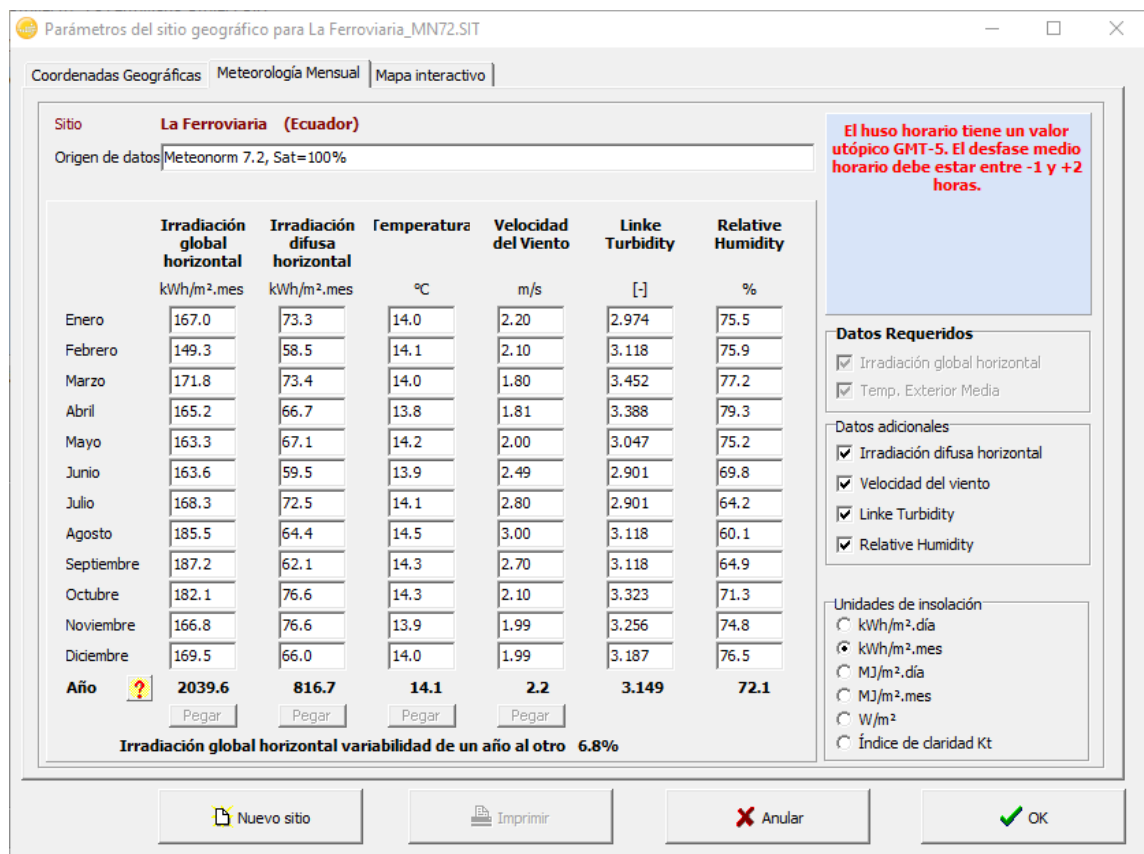 Parámetros del sitio geográfico para La Ferroviaria_MN72.SIT
Coordenadas Geográficas Meteorología Mensual Mapa interactivo
Sitio La Ferroviaria (Ecuador)
Origen de datos Meteonorm 7.2, Sat=100%
El huso horario tiene un valor
utópico GMT-5. El desfase medio
horario debe estar entre -1 y +2
horas.
Irradiación Irradiación Temperatura Velocidad Linke Relative
global difusa del Viento Turbidity Humidity
horizontal horizontal
kWh/m².mes kWh/m².mes ºC m/s [-] %
Enero 167.0 73.3 14.0 2.20 2.974 75.5
Febrero 149.3 58.5 14.1 2.10 3.118 75.9
Marzo 171.8 73.4 14.0 1.80 3.452 77.2
Abril 165.2 66.7 13.8 1.81 3.388 79.3
Mayo 163.3 67.1 14.2 2.00 3.047 75.2
Junio 163.6 59.5 13.9 2.49 2.901 69.8
Julio 168.3 72.5 14.1 2.80 2.901 64.2
Agosto 185.5 64.4 14.5 3.00 3.118 60.1
Septiembre 187.2 62.1 14.3 2.70 3.118 64.9
Octubre 182.1 76.6 14.3 2.10 3.323 71.3
Noviembre 166.8 76.6 13.9 1.99 3.256 74.8
Diciembre 169.5 66.0 14.0 1.99 3.187 76.5
Año ? 2039.6 816.7 14.1 2.2 3.149 72.1
Pegar Pegar Pegar Pegar
Irradiación global horizontal variabilidad de un año al otro 6.8%
Datos Requeridos
Irradiación global horizontal
Temp. Exterior Media
Datos adicionales
Irradiación difusa horizontal
Velocidad del viento
Linke Turbidity
Relative Humidity
Unidades de insolación
kWh/m².día
kWh/m².mes
MJ/m².día
MJ/m².mes
W/m²
Índice de claridad Kt
Nuevo sitio Imprimir Anular OK